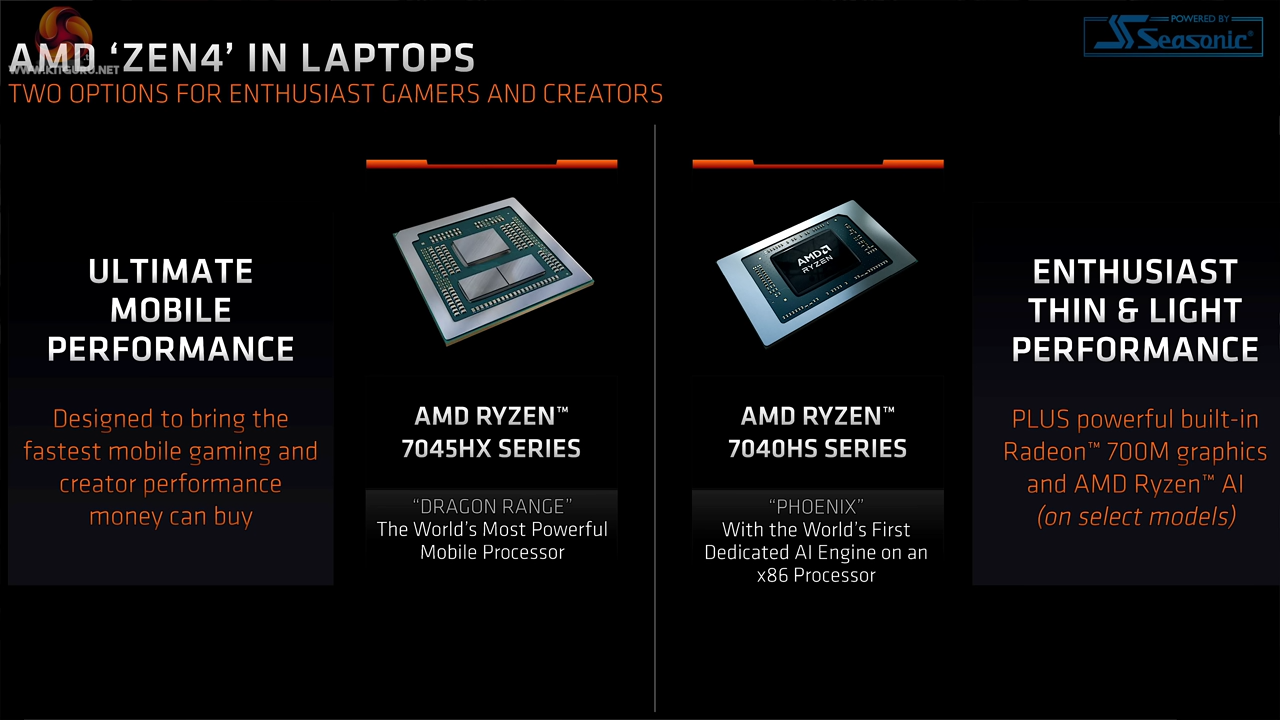 POWERED BY
Seasonic®
AMD ‘ZEN4’ IN LAPTOPS
WWW.KITGURU.NET
TWO OPTIONS FOR ENTHUSIAST GAMERS AND CREATORS
ULTIMATE
MOBILE
PERFORMANCE
Designed to bring the
fastest mobile gaming and
creator performance
money can buy
AMD RYZEN™
7045HX SERIES
“DRAGON RANGE”
The World’s Most Powerful
Mobile Processor
AMD
RYZEN
AMD RYZEN™
7040HS SERIES
“PHOENIX”
With the World’s First
Dedicated AI Engine on an
x86 Processor
ENTHUSIAST
THIN & LIGHT
PERFORMANCE
PLUS powerful built-in
Radeon™ 700M graphics
and AMD Ryzen™ AI
(on select models)